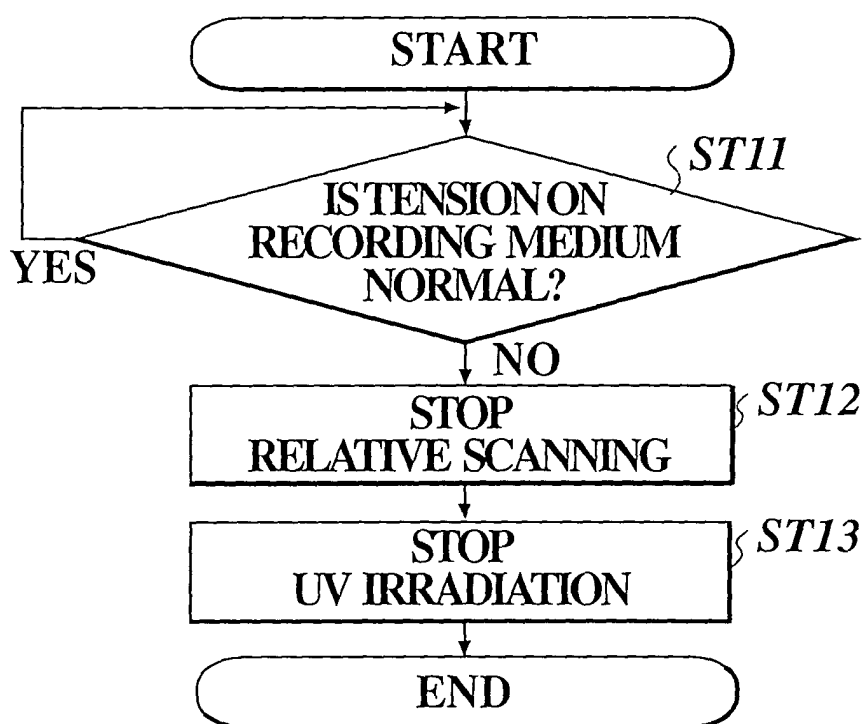 START
ST11
IS TENSION ON
RECORDING MEDIUM
NORMAL?
YES
NO
ST12
STOP
RELATIVE SCANNING
ST13
STOP
UV IRRADIATION
END